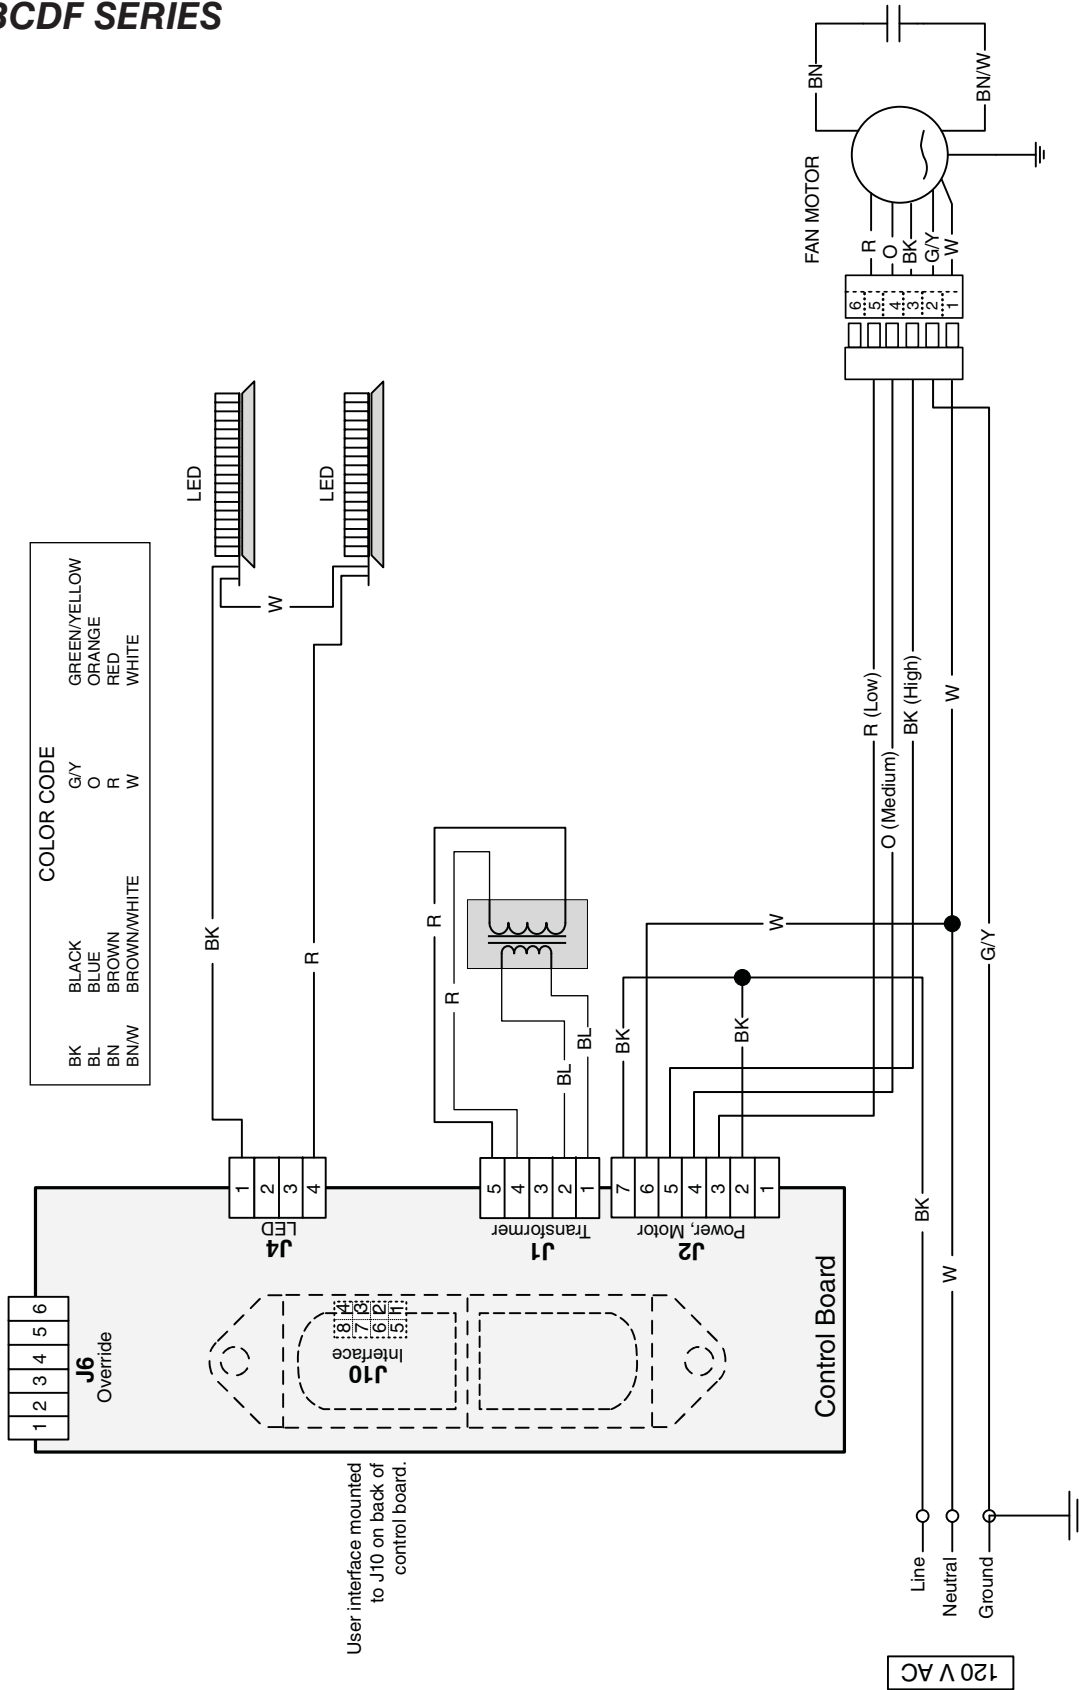 BCDF SERIES
COLOR CODE
BK BLACK G/Y GREEN/YELLOW
BL BLUE O ORANGE
BN BROWN R RED
BN/W BROWN/WHITE W WHITE
BN
BN/W
FAN MOTOR
R
O
BK
G/Y
W
6
5
4
3
2
1
LED
LED
W
BK
R
R
R
BL
BL
R (Low)
O (Medium)
BK (High)
W
W
G/Y
BK
BK
BK
W
1
2
3
4
LED
J4
5
4
3
2
1
Transformer
J1
7
6
5
4
3
2
1
Power, Motor
J2
1 2 3 4 5 6
J6
Override
8 4
7 3
6 2
5 1
Interface
J10
Control Board
User interface mounted
to J10 on back of
control board.
Line
Neutral
Ground
120 V AC